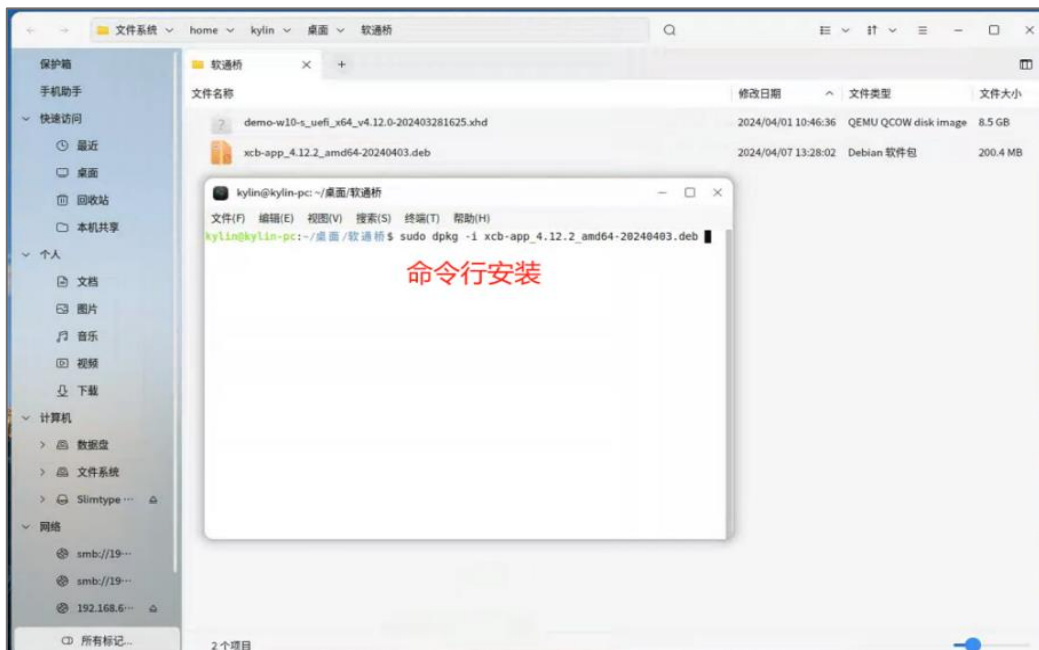 文件系统 home kylin 桌面 软通桥
保护箱
手机助手
快速访问
最近
桌面
回收站
本机共享
个人
文档
图片
音乐
视频
下载
计算机
数据盘
文件系统
Slimtype ···
网络
smb://19···
smb://19···
192.168.6···
所有标记...
软通桥
文件名称 修改日期 文件类型 文件大小
demo-w10-s_uefi_x64_v4.12.0-202403281625.xhd 2024/04/01 10:46:36 QEMU QCOW disk image 8.5 GB
xcb-app_4.12.2_amd64-20240403.deb 2024/04/07 13:28:02 Debian 软件包 200.4 MB
kylin@kylin-pc: ~/桌面/软通桥
文件(F) 编辑(E) 视图(V) 搜索(S) 终端(T) 帮助(H)
kylin@kylin-pc:~/桌面/软通桥$ sudo dpkg -i xcb-app_4.12.2_amd64-20240403.deb
命令行安装
2个项目